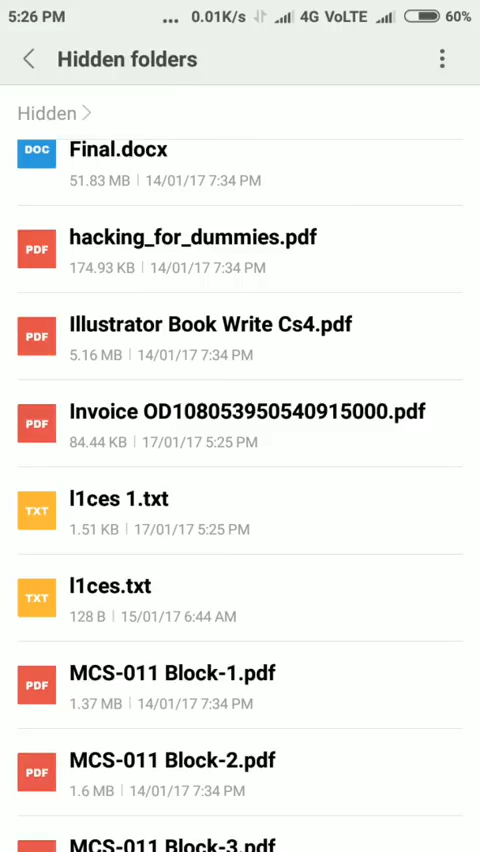 5:26 PM ... 0.01K/s 4G VoLTE 60%
Hidden folders
Hidden
DOC Final.docx
51.83 MB | 14/01/17 7:34 PM
PDF hacking_for_dummies.pdf
174.93 KB | 14/01/17 7:34 PM
PDF Illustrator Book Write Cs4.pdf
5.16 MB | 14/01/17 7:34 PM
PDF Invoice OD108053950540915000.pdf
84.44 KB | 17/01/17 5:25 PM
TXT l1ces 1.txt
1.51 KB | 17/01/17 5:25 PM
TXT l1ces.txt
128 B | 15/01/17 6:44 AM
PDF MCS-011 Block-1.pdf
1.37 MB | 14/01/17 7:34 PM
PDF MCS-011 Block-2.pdf
1.6 MB | 14/01/17 7:34 PM
MCS-011 Block-3.pdf